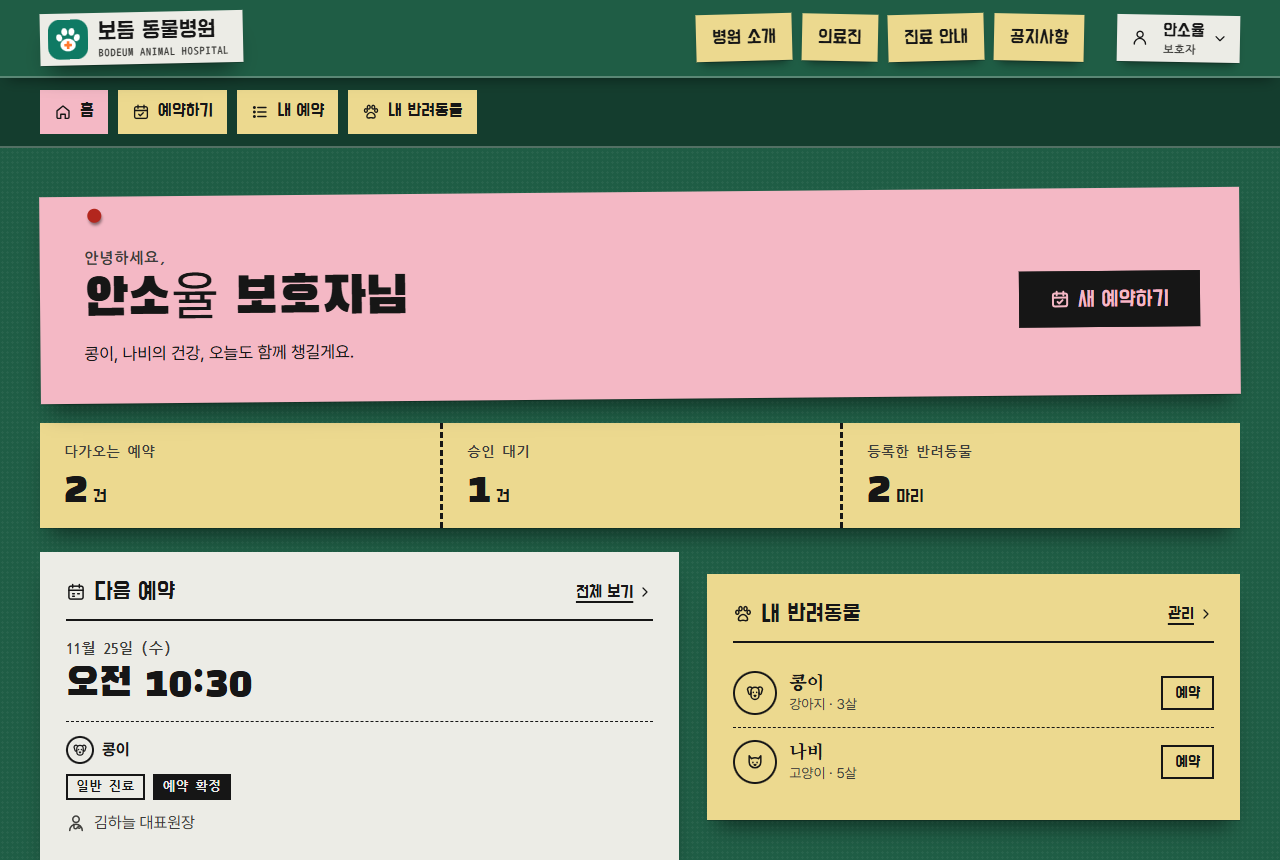 보듬 동물병원
BODEUM ANIMAL HOSPITAL
병원 소개
의료진
진료 안내
공지사항
안소율
보호자
홈
예약하기
내 예약
내 반려동물
안녕하세요,
안소율 보호자님
콩이, 나비의 건강, 오늘도 함께 챙길게요.
새 예약하기
다가오는 예약
2 건
승인 대기
1 건
등록한 반려동물
2 마리
다음 예약
전체 보기
11월 25일 (수)
오전 10:30
콩이
일반 진료
예약 확정
김하늘 대표원장
내 반려동물
관리
콩이
강아지 · 3살
예약
나비
고양이 · 5살
예약